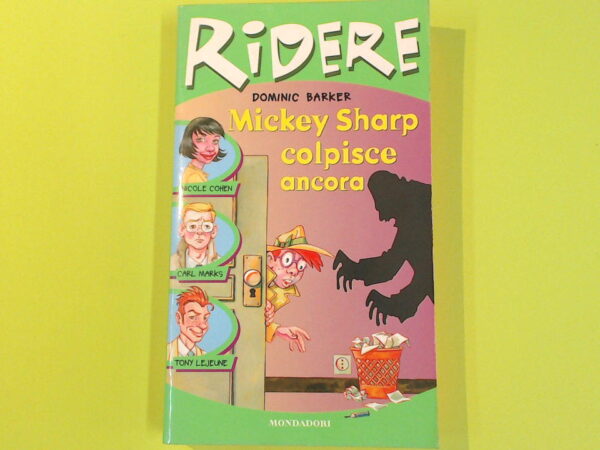 RIDERE
DOMINIC BARKER
Mickey Sharp
colpisce
ancora
NICOLE COHEN
CARL MARKS
TONY LEJEUNE
MONDADORI